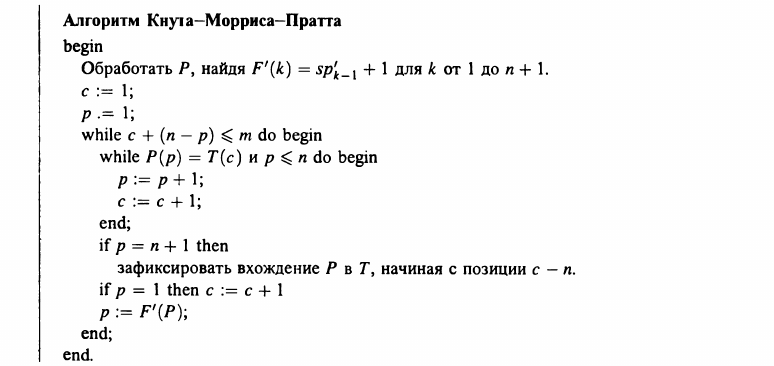 Алгоритм Кнута—Морриса—Пратта
begin
Обработать P, найдя F′(k) = sp′ₖ₋₁ + 1 для k от 1 до n + 1.
c := 1;
p .= 1;
while c + (n − p) ⩽ m do begin
while P(p) = T(c) и p ⩽ n do begin
p := p + 1;
c := c + 1;
end;
if p = n + 1 then
зафиксировать вхождение P в T, начиная с позиции c − n.
if p = 1 then c := c + 1
p := F′(P);
end;
end.